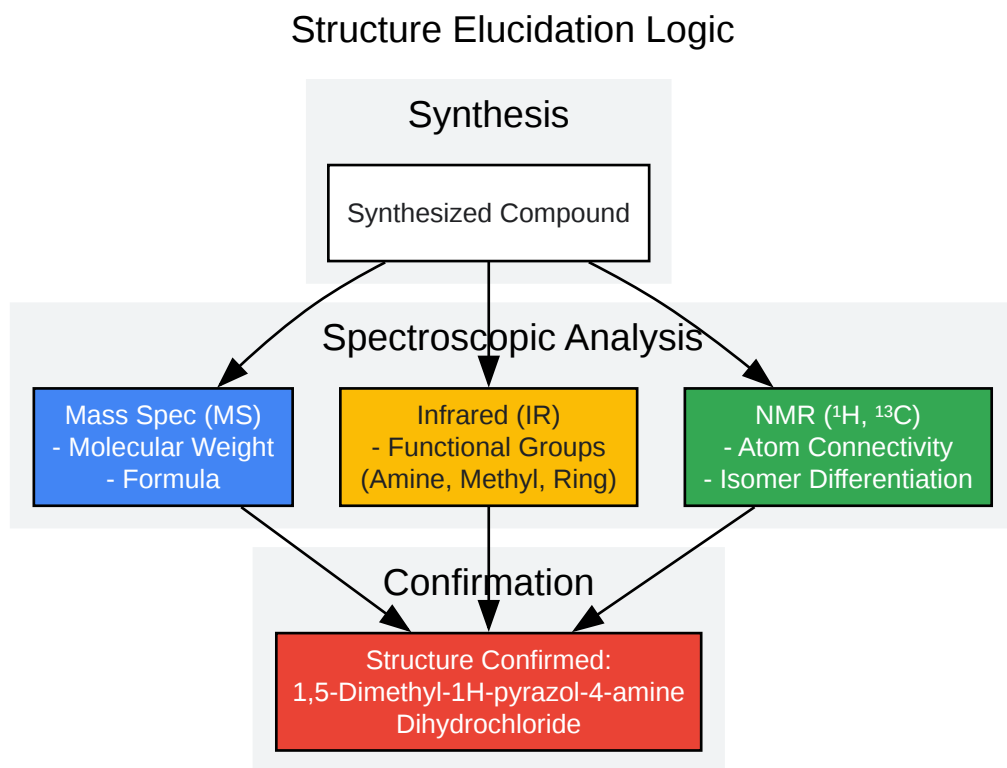 Structure Elucidation Logic
Synthesis
Synthesized Compound
Spectroscopic Analysis
Mass Spec (MS)
- Molecular Weight
- Formula
Infrared (IR)
- Functional Groups
(Amine, Methyl, Ring)
NMR (¹H, ¹³C)
- Atom Connectivity
- Isomer Differentiation
Confirmation
Structure Confirmed:
1,5-Dimethyl-1H-pyrazol-4-amine
Dihydrochloride